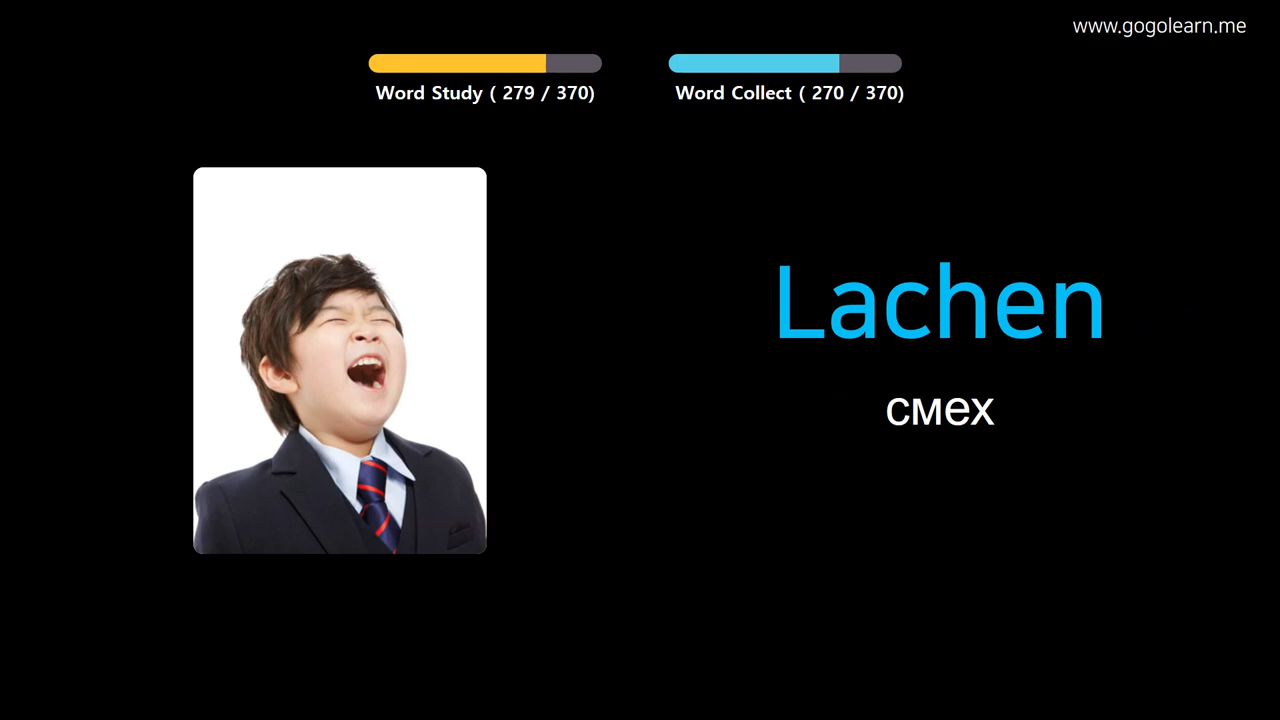 www.gogolearn.me
Word Study ( 279 / 370)
Word Collect ( 270 / 370)
Lachen
смех